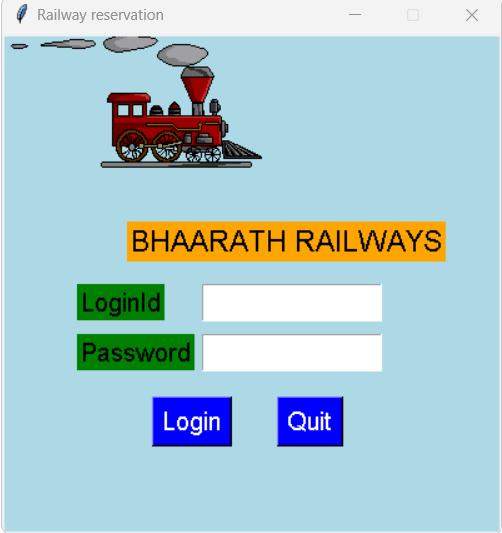 Railway reservation
BHAARATH RAILWAYS
LoginId
Password
Login Quit